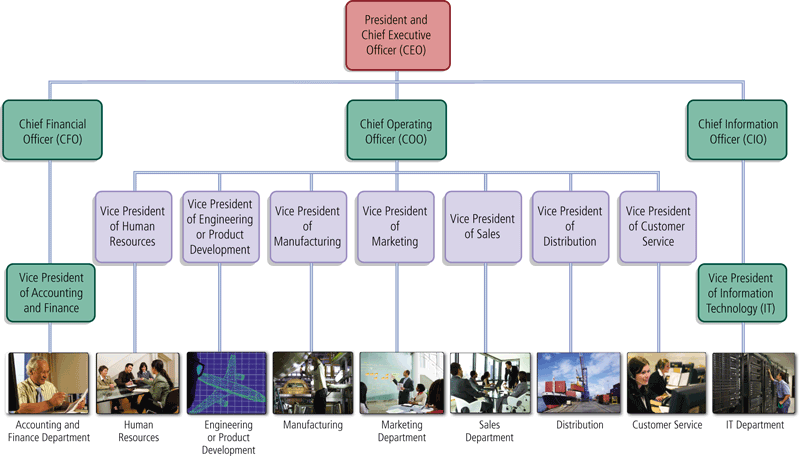 President and
Chief Executive
Officer (CEO)
Chief Financial
Officer (CFO)
Chief Operating
Officer (COO)
Chief Information
Officer (CIO)
Vice President
of Human
Resources
Vice President
of Engineering
or Product
Development
Vice President
of
Manufacturing
Vice President
of
Marketing
Vice President
of Sales
Vice President
of
Distribution
Vice President
of Customer
Service
Vice President
of Accounting
and Finance
Vice President
of Information
Technology (IT)
Accounting and
Finance Department
Human
Resources
Engineering
or Product
Development
Manufacturing
Marketing
Department
Sales
Department
Distribution
Customer Service
IT Department